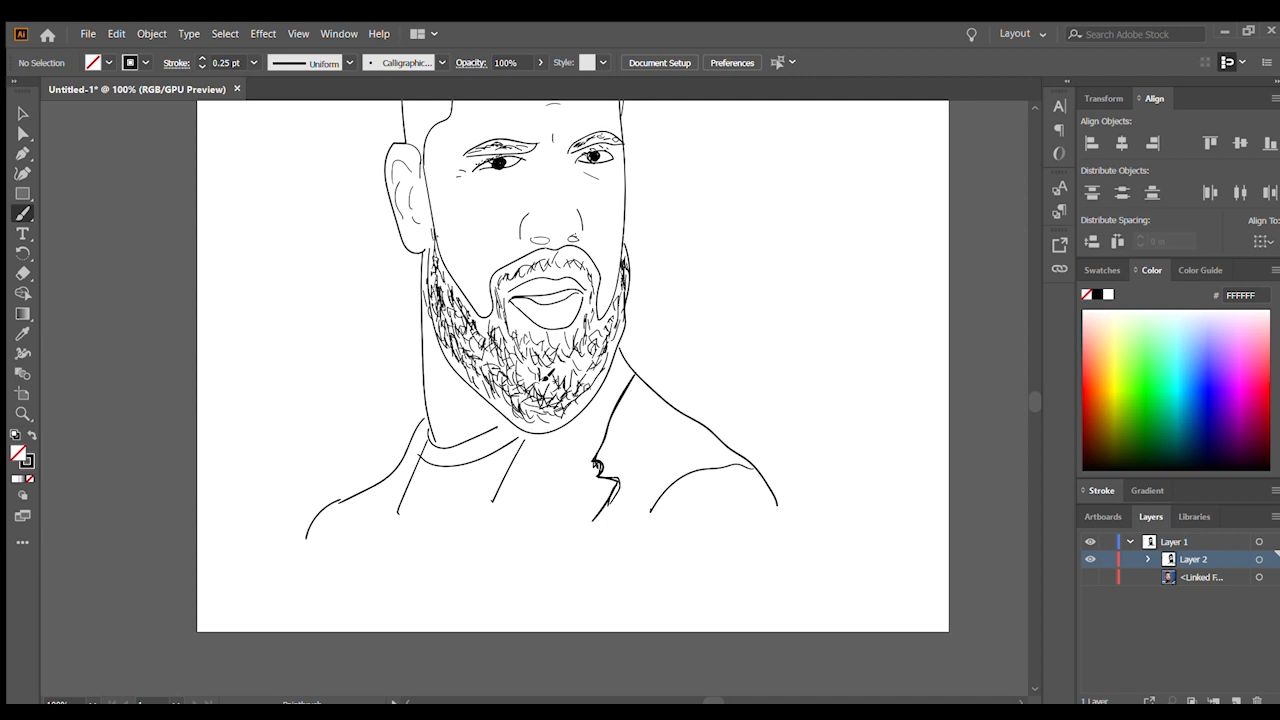 Ai File Edit Object Type Select Effect View Window Help Layout Search Adobe Stock
No Selection Stroke: 0.25 pt Uniform Calligraphic... Opacity: 100% Style: Document Setup Preferences
Untitled-1* @ 100% (RGB/GPU Preview) ×
Transform Align
Align Objects:
Distribute Objects:
Distribute Spacing: Align To:
0 in
Swatches Color Color Guide
# FFFFFF
Stroke Gradient
Artboards Layers Libraries
Layer 1
Layer 2
<Linked F...
1 Layer